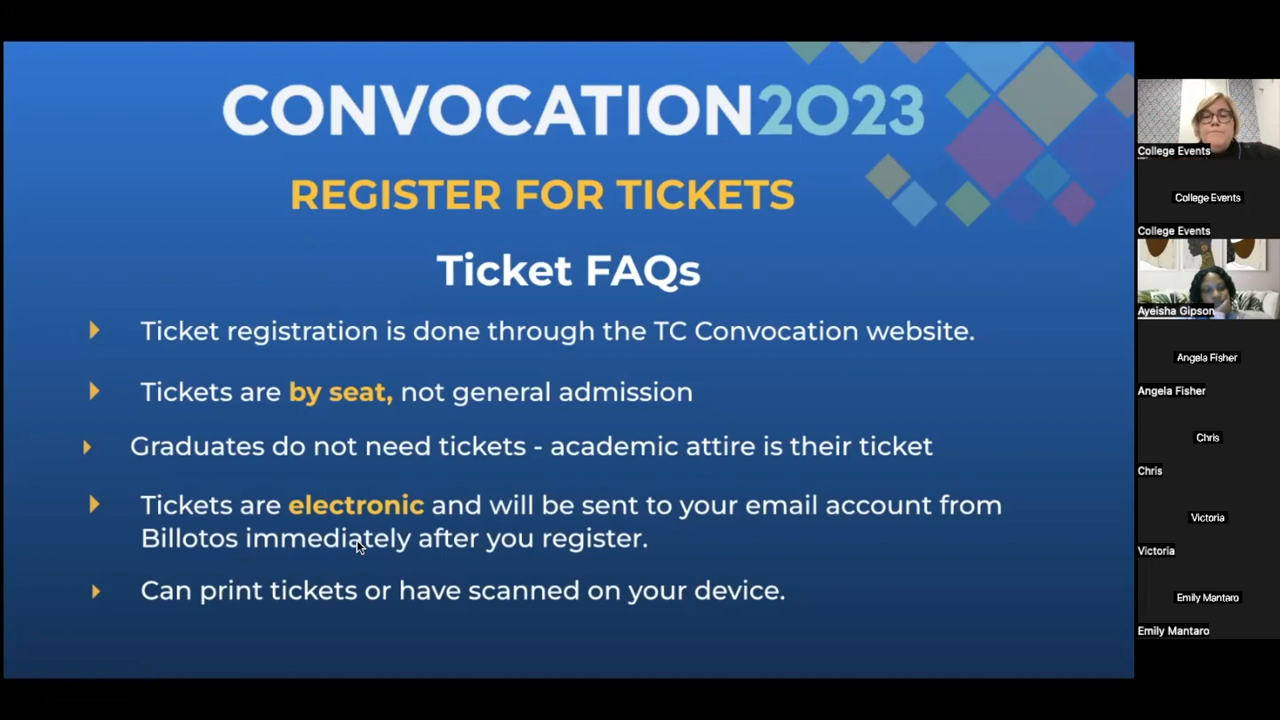 CONVOCATION2023
REGISTER FOR TICKETS
Ticket FAQs
Ticket registration is done through the TC Convocation website.
Tickets are by seat, not general admission
Graduates do not need tickets - academic attire is their ticket
Tickets are electronic and will be sent to your email account from
Billotos immediately after you register.
Can print tickets or have scanned on your device.
College Events
College Events
College Events
Ayeisha Gipson
Angela Fisher
Angela Fisher
Chris
Chris
Victoria
Victoria
Emily Mantaro
Emily Mantaro